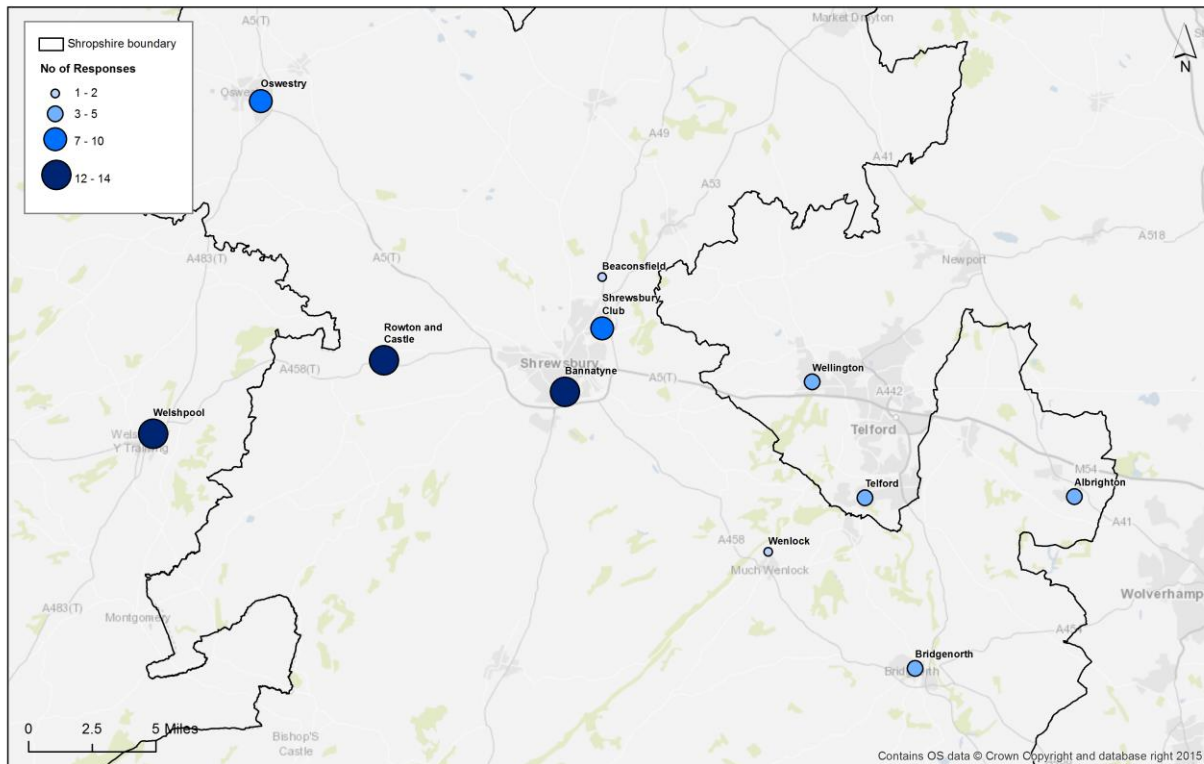 A5(T)
Market Drayton
Shropshire boundary
No of Responses
1 - 2
3 - 5
7 - 10
12 - 14
N
Oswestry
A49
A41
A53
A518
A483(T)
A5(T)
Newport
Beaconsfield
Shrewsbury
Club
Rowton and
Castle
A458(T)
Shrewsbury
Bannatyne
A5(T)
Wellington
A442
Telford
Welshpool
Y Trallwng
M54
Telford
Albrighton
A41
A458
Wenlock
Much Wenlock
Wolverhamp
A483(T)
Montgomery
A454
Bridgenorth
0 2.5 5 Miles
Bishop'S
Castle
Contains OS data © Crown Copyright and database right 2015